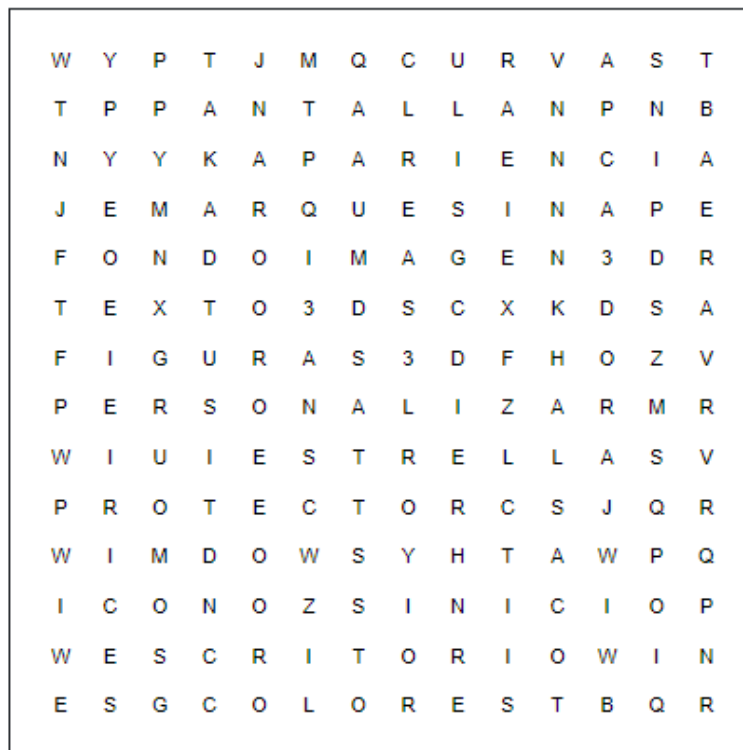 W Y P T J M Q C U R V A S T
T P P A N T A L L A N P N B
N Y Y K A P A R I E N C I A
J E M A R Q U E S I N A P E
F O N D O I M A G E N 3 D R
T E X T O 3 D S C X K D S A
F I G U R A S 3 D F H O Z V
P E R S O N A L I Z A R M R
W I U I E S T R E L L A S V
P R O T E C T O R C S J Q R
W I M D O W S Y H T A W P Q
I C O N O Z S I N I C I O P
W E S C R I T O R I O W I N
E S G C O L O R E S T B Q R